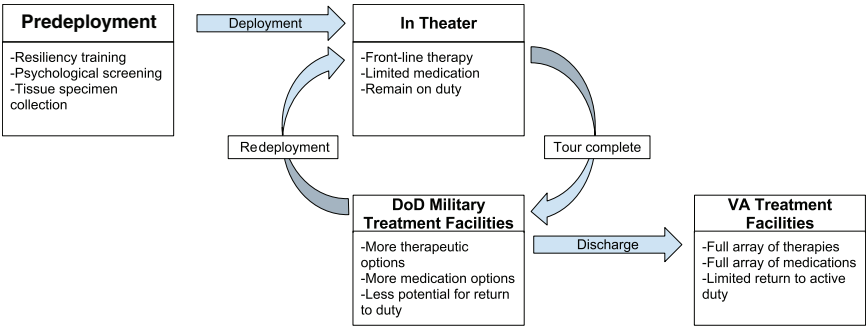 Predeployment
-Resiliency training
-Psychological screening
-Tissue specimen
collection
Deployment
In Theater
-Front-line therapy
-Limited medication
-Remain on duty
Redeployment
Tour complete
DoD Military
Treatment Facilities
-More therapeutic
options
-More medication options
-Less potential for return
to duty
Discharge
VA Treatment
Facilities
-Full array of therapies
-Full array of medications
-Limited return to active
duty